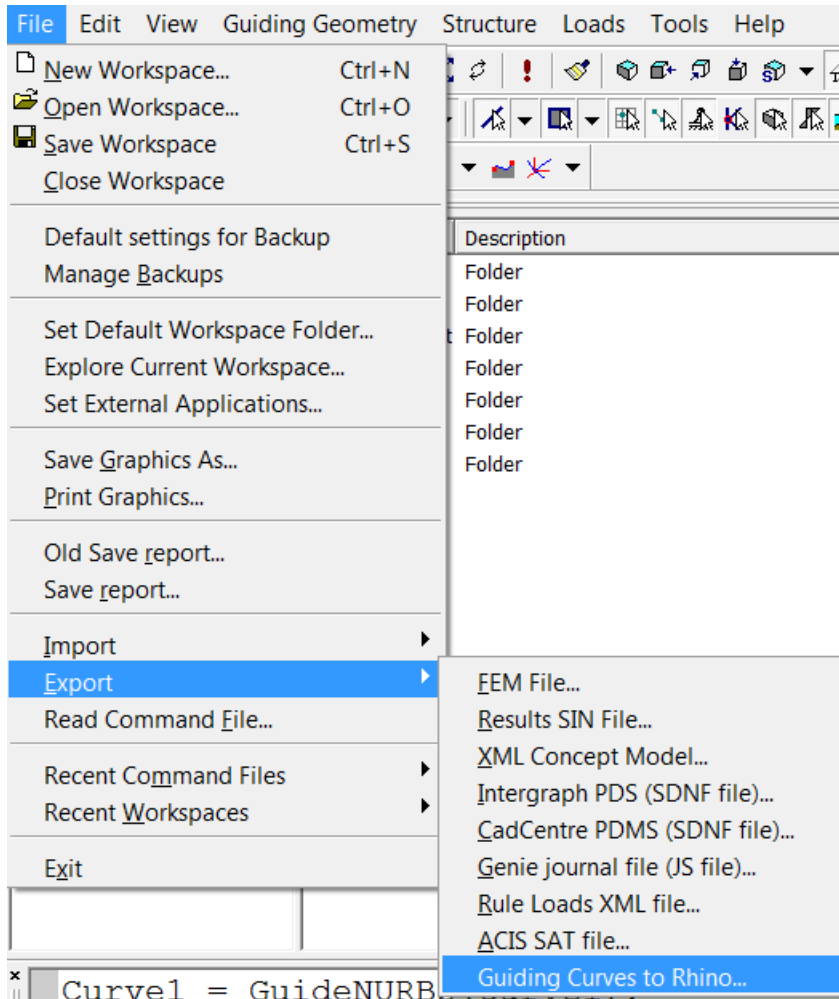 File Edit View Guiding Geometry Structure Loads Tools Help
New Workspace... Ctrl+N
Open Workspace... Ctrl+O
Save Workspace Ctrl+S
Close Workspace
Default settings for Backup
Manage Backups
Set Default Workspace Folder...
Explore Current Workspace...
Set External Applications...
Save Graphics As...
Print Graphics...
Old Save report...
Save report...
Import
Export
Read Command File...
Recent Command Files
Recent Workspaces
Exit
Description
Folder
Folder
t Folder
Folder
Folder
Folder
Folder
FEM File...
Results SIN File...
XML Concept Model...
Intergraph PDS (SDNF file)...
CadCentre PDMS (SDNF file)...
Genie journal file (JS file)...
Rule Loads XML file...
ACIS SAT file...
Guiding Curves to Rhino...
Curve1 = GuideNURB